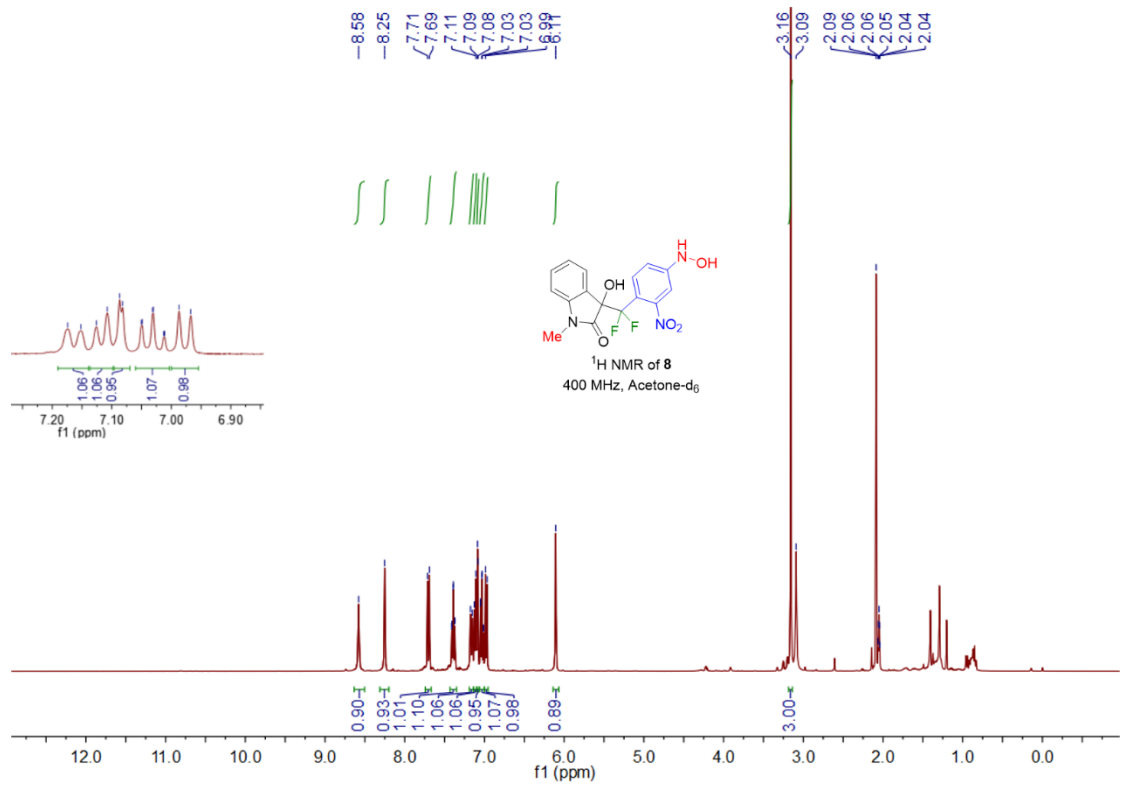 8.58
8.25
7.71
7.69
7.11
7.09
7.08
7.03
7.03
6.99
6.11
3.16
3.09
2.09
2.06
2.06
2.05
2.04
2.04
1.06
1.06
0.95
1.07
0.98
7.20 7.10 7.00 6.90
f1 (ppm)
H
N
OH
OH
NO2
F F
N
Me
O
1H NMR of 8
400 MHz, Acetone-d6
0.90
0.93
1.01
1.10
1.06
1.06
0.95
1.07
0.98
0.89
3.00
12.0 11.0 10.0 9.0 8.0 7.0 6.0 5.0 4.0 3.0 2.0 1.0 0.0
f1 (ppm)